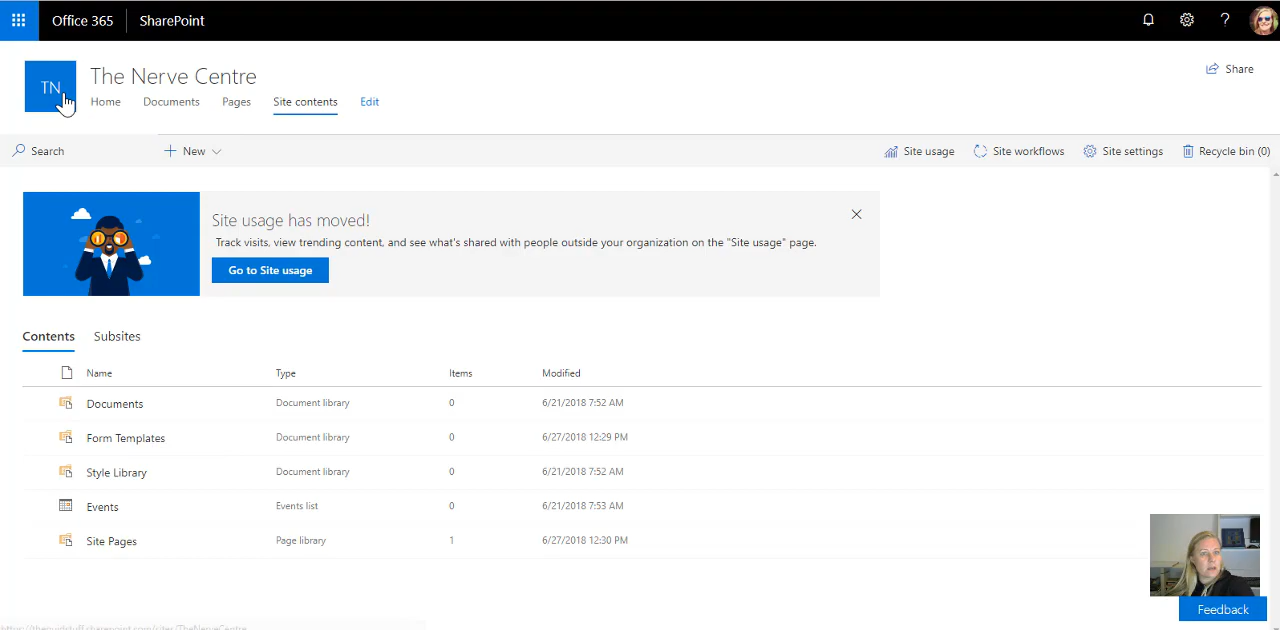 Office 365 SharePoint ?
TN The Nerve Centre
Share
Home Documents Pages Site contents Edit
Search New Site usage Site workflows Site settings Recycle bin (0)
Site usage has moved!
Track visits, view trending content, and see what's shared with people outside your organization on the "Site usage" page.
Go to Site usage
Contents Subsites
Name Type Items Modified
Documents Document library 0 6/21/2018 7:52 AM
Form Templates Document library 0 6/27/2018 12:29 PM
Style Library Document library 0 6/21/2018 7:52 AM
Events Events list 0 6/21/2018 7:53 AM
Site Pages Page library 1 6/27/2018 12:30 PM
Feedback